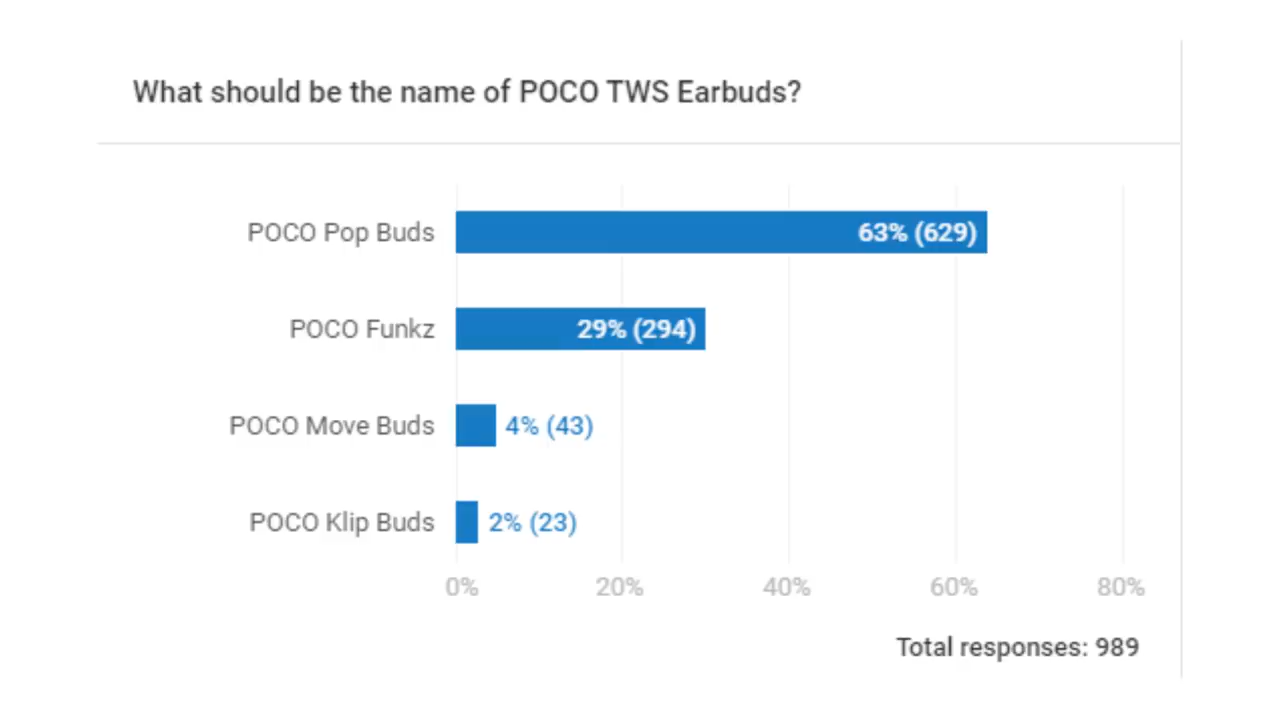 What should be the name of POCO TWS Earbuds?
POCO Pop Buds 63% (629)
POCO Funkz 29% (294)
POCO Move Buds 4% (43)
POCO Klip Buds 2% (23)
0% 20% 40% 60% 80%
Total responses: 989